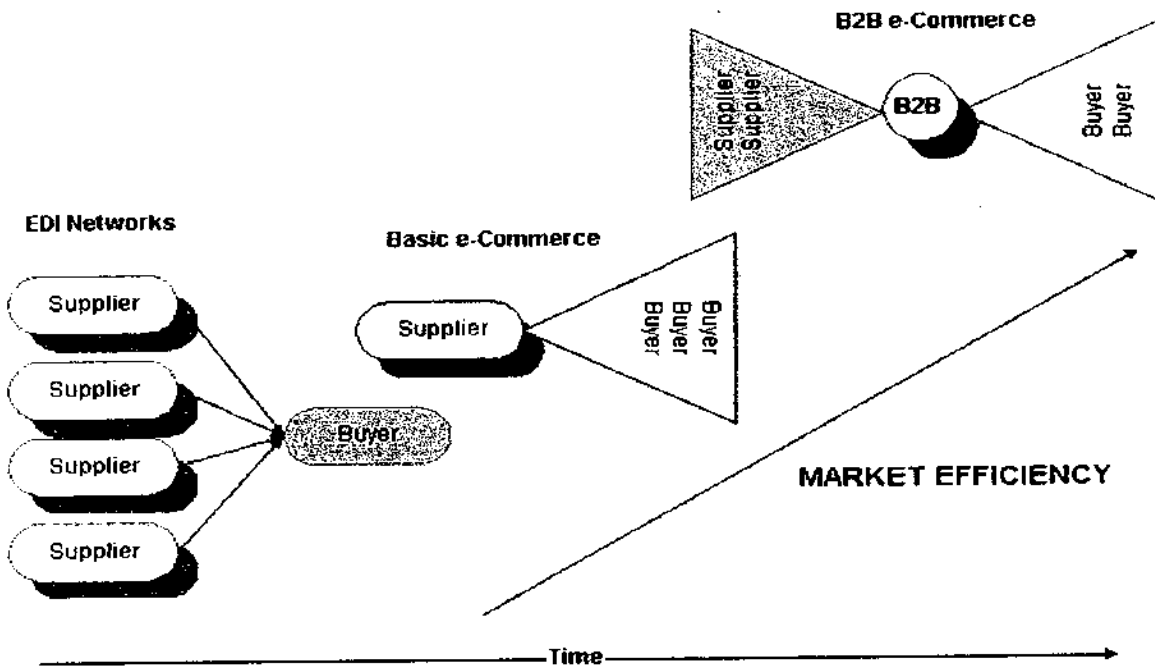 B2B e-Commerce
Supplier
Supplier
B2B
Buyer
Buyer
EDI Networks
Basic e-Commerce
Supplier
Supplier
Supplier
Supplier
Buyer
Supplier
Buyer
Buyer
Buyer
MARKET EFFICIENCY
Time